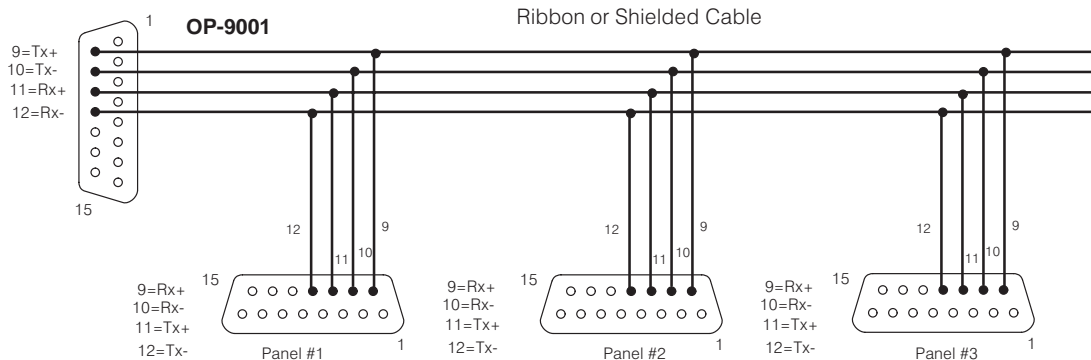 Ribbon or Shielded Cable
1
OP-9001
9=Tx+
10=Tx-
11=Rx+
12=Rx-
15
12
11
10
9
12
11
10
9
12
11
10
9
15
9=Rx+
10=Rx-
11=Tx+
12=Tx-
Panel #1
1
15
9=Rx+
10=Rx-
11=Tx+
12=Tx-
Panel #2
1
15
9=Rx+
10=Rx-
11=Tx+
12=Tx-
Panel #3
1